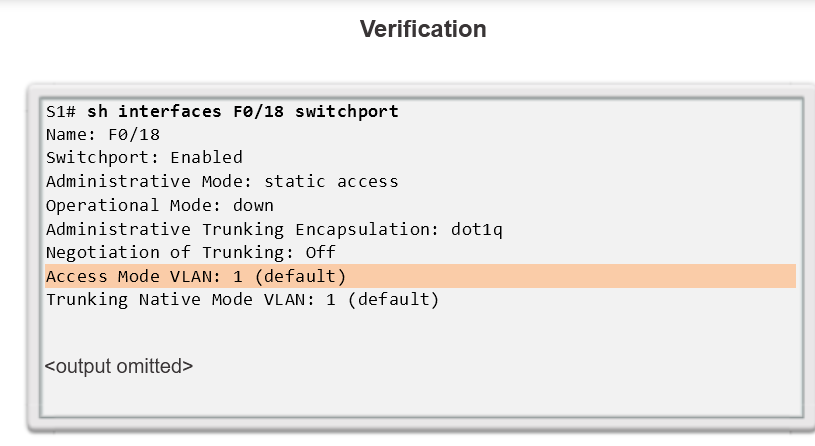 Verification
S1# sh interfaces F0/18 switchport
Name: F0/18
Switchport: Enabled
Administrative Mode: static access
Operational Mode: down
Administrative Trunking Encapsulation: dot1q
Negotiation of Trunking: Off
Access Mode VLAN: 1 (default)
Trunking Native Mode VLAN: 1 (default)
<output omitted>